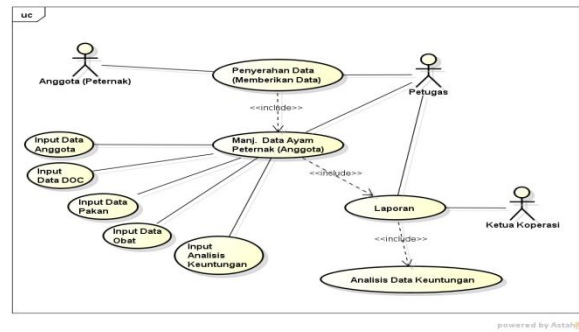 uc
Penyerahan Data
(Memberikan Data)
Anggota (Peternak)
Petugas
<<include>>
Input Data
Anggota
Manj. Data Ayam
Peternak (Anggota)
Input
Data DOC
<<include>>
Input Data
Pakan
Laporan
Input Data
Obat
Ketua Koperasi
Input
Analisis
Keuntungan
<<include>>
Analisis Data Keuntungan
powered by Astah